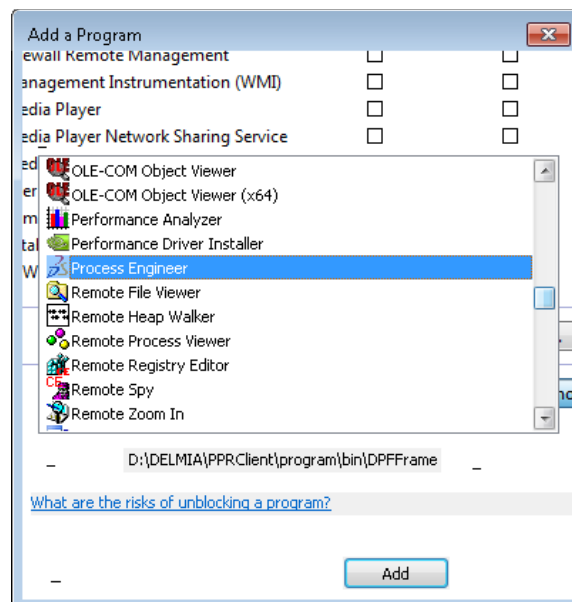 Add a Program
ewall Remote Management
anagement Instrumentation (WMI)
edia Player
edia Player Network Sharing Service
ed
OLE-COM Object Viewer
er
OLE-COM Object Viewer (x64)
m
Performance Analyzer
tal
Performance Driver Installer
W
Process Engineer
Remote File Viewer
Remote Heap Walker
Remote Process Viewer
Remote Registry Editor
Remote Spy
Remote Zoom In
D:\DELMIA\PPRClient\program\bin\DPFFrame
What are the risks of unblocking a program?
Add